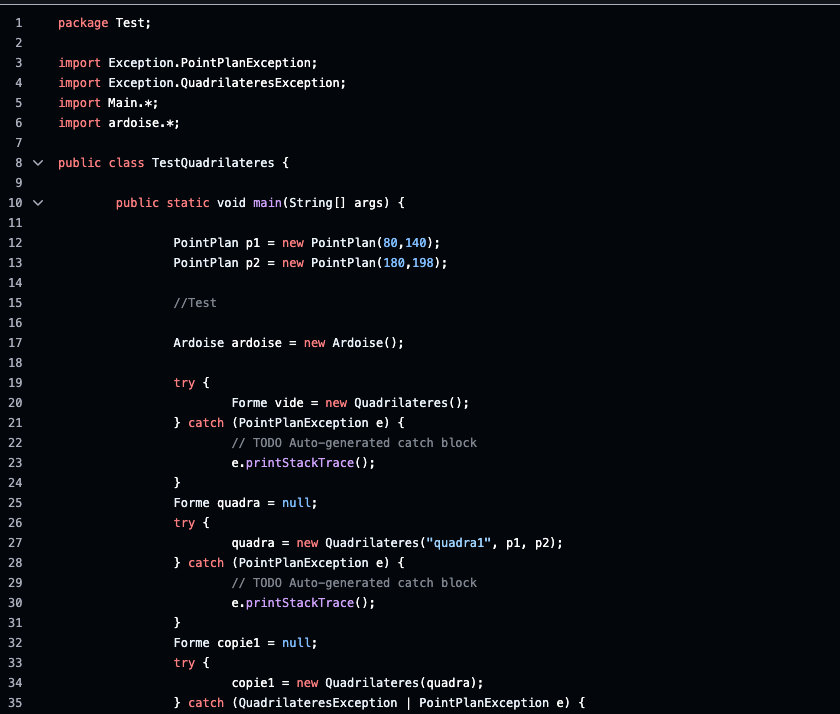 1 package Test;
2
3 import Exception.PointPlanException;
4 import Exception.QuadrilateresException;
5 import Main.*;
6 import ardoise.*;
7
8 public class TestQuadrilateres {
9
10 public static void main(String[] args) {
11
12 PointPlan p1 = new PointPlan(80,140);
13 PointPlan p2 = new PointPlan(180,198);
14
15 //Test
16
17 Ardoise ardoise = new Ardoise();
18
19 try {
20 Forme vide = new Quadrilateres();
21 } catch (PointPlanException e) {
22 // TODO Auto-generated catch block
23 e.printStackTrace();
24 }
25 Forme quadra = null;
26 try {
27 quadra = new Quadrilateres("quadra1", p1, p2);
28 } catch (PointPlanException e) {
29 // TODO Auto-generated catch block
30 e.printStackTrace();
31 }
32 Forme copie1 = null;
33 try {
34 copie1 = new Quadrilateres(quadra);
35 } catch (QuadrilateresException | PointPlanException e) {